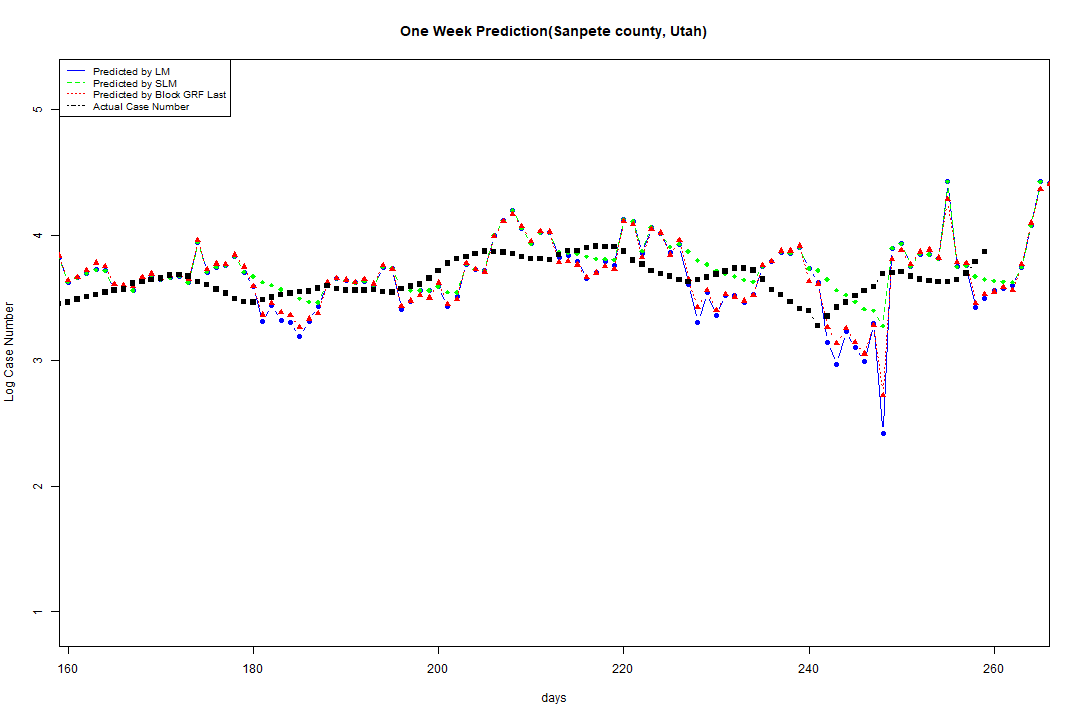 One Week Prediction(Sanpete county, Utah)
Predicted by LM
Predicted by SLM
Predicted by Block GRF Last
Actual Case Number
5
4
3
2
1
Log Case Number
160 180 200 220 240 260
days